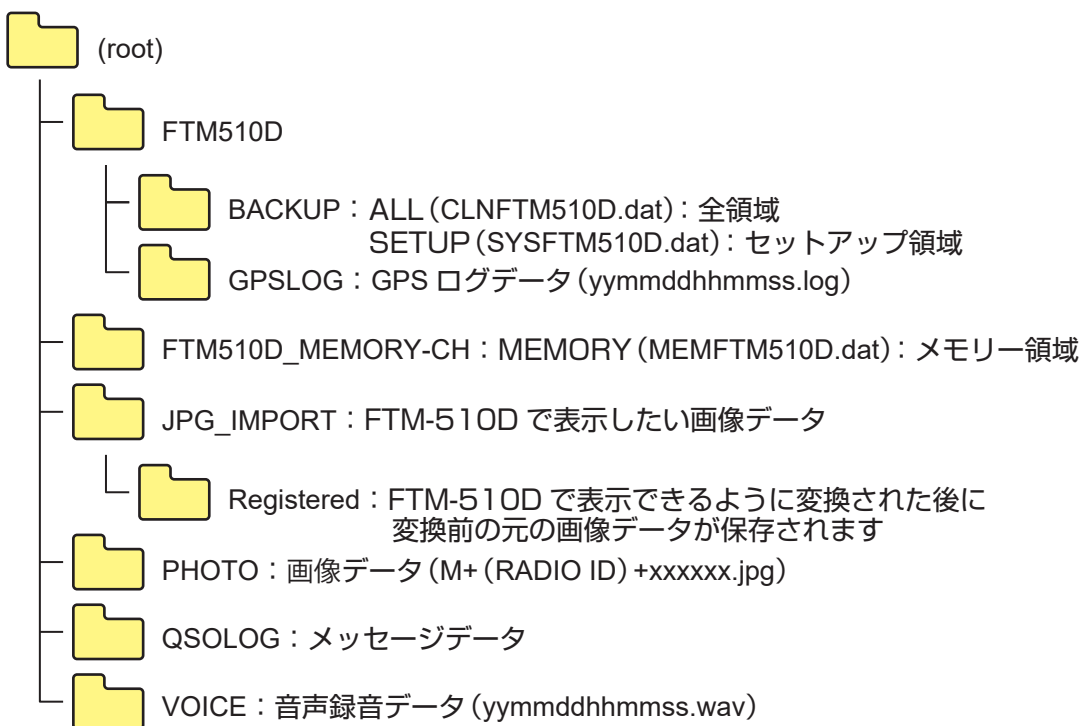 (root)
FTM510D
BACKUP：ALL（CLNFTM510D.dat）：全領域
SETUP（SYSFTM510D.dat）：セットアップ領域
GPSLOG：GPS ログデータ（yymmddhhmmss.log）
FTM510D_MEMORY-CH：MEMORY（MEMFTM510D.dat）：メモリー領域
JPG_IMPORT：FTM-510D で表示したい画像データ
Registered：FTM-510D で表示できるように変換された後に
変換前の元の画像データが保存されます
PHOTO：画像データ（M+（RADIO ID）+xxxxxx.jpg）
QSOLOG：メッセージデータ
VOICE：音声録音データ（yymmddhhmmss.wav）